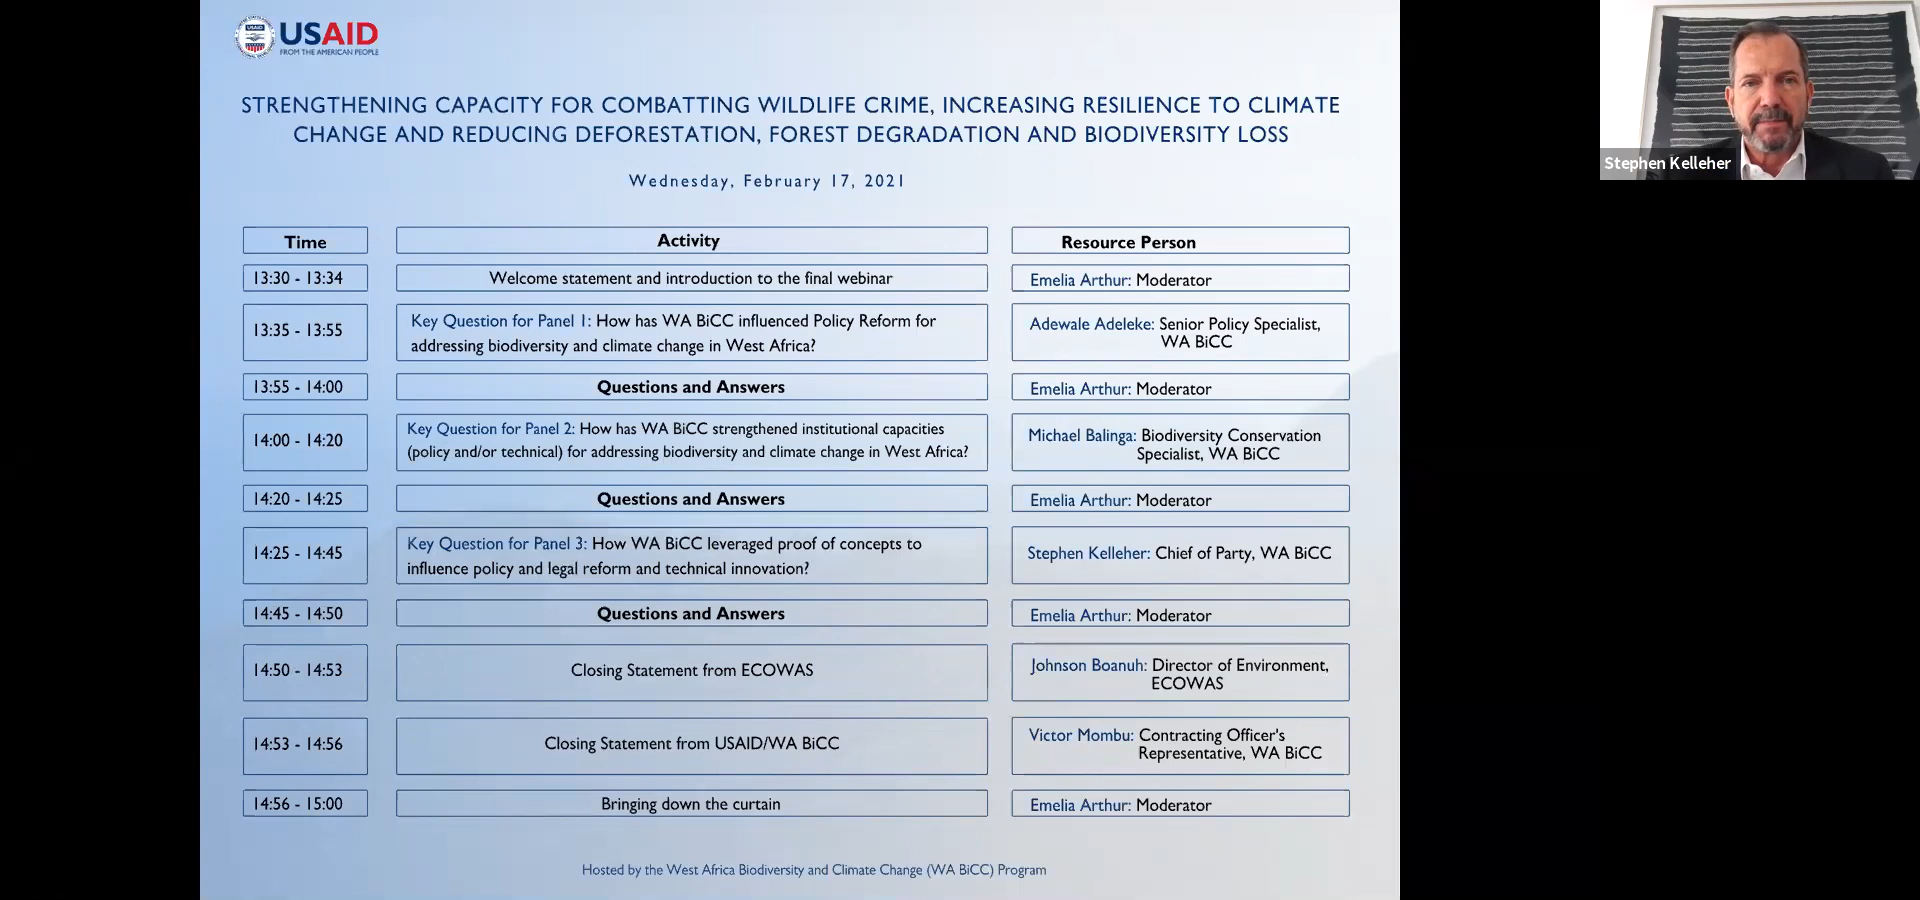 USAID
FROM THE AMERICAN PEOPLE
STRENGTHENING CAPACITY FOR COMBATTING WILDLIFE CRIME, INCREASING RESILIENCE TO CLIMATE
CHANGE AND REDUCING DEFORESTATION, FOREST DEGRADATION AND BIODIVERSITY LOSS
Wednesday, February 17, 2021
Time
Activity
Resource Person
13:30 - 13:34
Welcome statement and introduction to the final webinar
Emelia Arthur: Moderator
13:35 - 13:55
Key Question for Panel 1: How has WA BiCC influenced Policy Reform for
addressing biodiversity and climate change in West Africa?
Adewale Adeleke: Senior Policy Specialist,
WA BiCC
13:55 - 14:00
Questions and Answers
Emelia Arthur: Moderator
14:00 - 14:20
Key Question for Panel 2: How has WA BiCC strengthened institutional capacities
(policy and/or technical) for addressing biodiversity and climate change in West Africa?
Michael Balinga: Biodiversity Conservation
Specialist, WA BiCC
14:20 - 14:25
Questions and Answers
Emelia Arthur: Moderator
14:25 - 14:45
Key Question for Panel 3: How WA BiCC leveraged proof of concepts to
influence policy and legal reform and technical innovation?
Stephen Kelleher: Chief of Party, WA BiCC
14:45 - 14:50
Questions and Answers
Emelia Arthur: Moderator
14:50 - 14:53
Closing Statement from ECOWAS
Johnson Boanuh: Director of Environment,
ECOWAS
14:53 - 14:56
Closing Statement from USAID/WA BiCC
Victor Mombu: Contracting Officer's
Representative, WA BiCC
14:56 - 15:00
Bringing down the curtain
Emelia Arthur: Moderator
Hosted by the West Africa Biodiversity and Climate Change (WA BiCC) Program
Stephen Kelleher